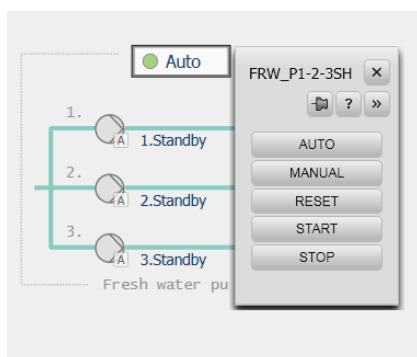 Auto
FRW_P1-2-3SH ×
? »
1.
A 1.Standby
2.
A 2.Standby
3.
A 3.Standby
Fresh water pu
AUTO
MANUAL
RESET
START
STOP